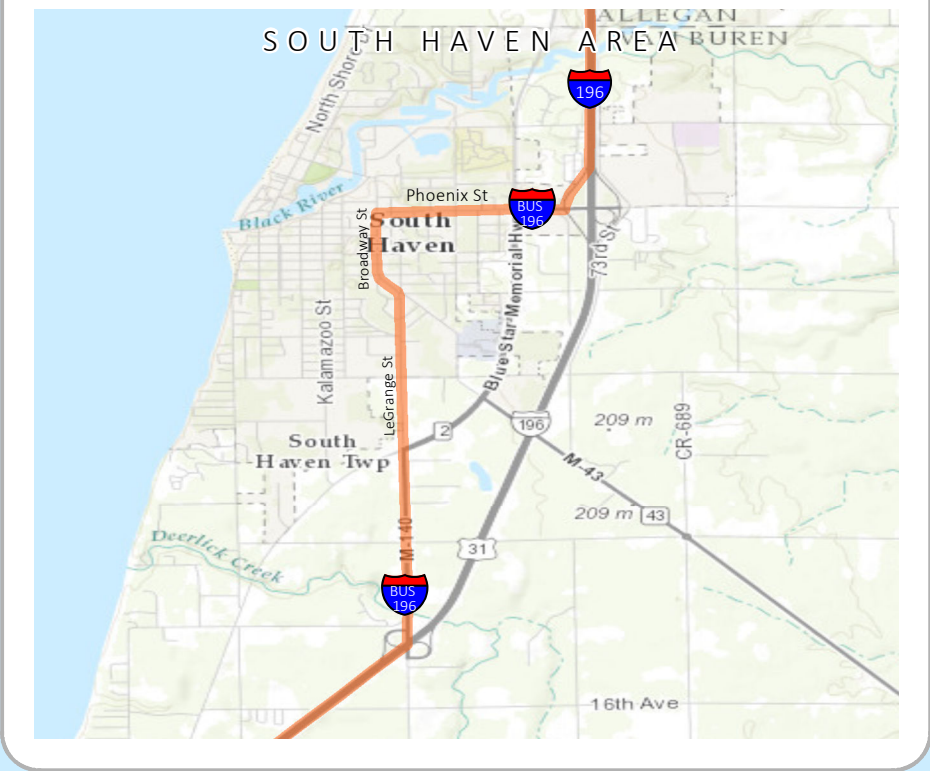 ALLEGAN
SOUTH HAVEN AREA
VAN BUREN
North Shore
196
Phoenix St
BUS
196
Black River
Broadway St
South
Haven
73rd St
Blue Star Memorial Hwy
Kalamazoo St
LeGrange St
2
196
209 m
CR-689
South
Haven Twp
M-43
209 m
43
M-140
31
Deerlick Creek
BUS
196
16th Ave